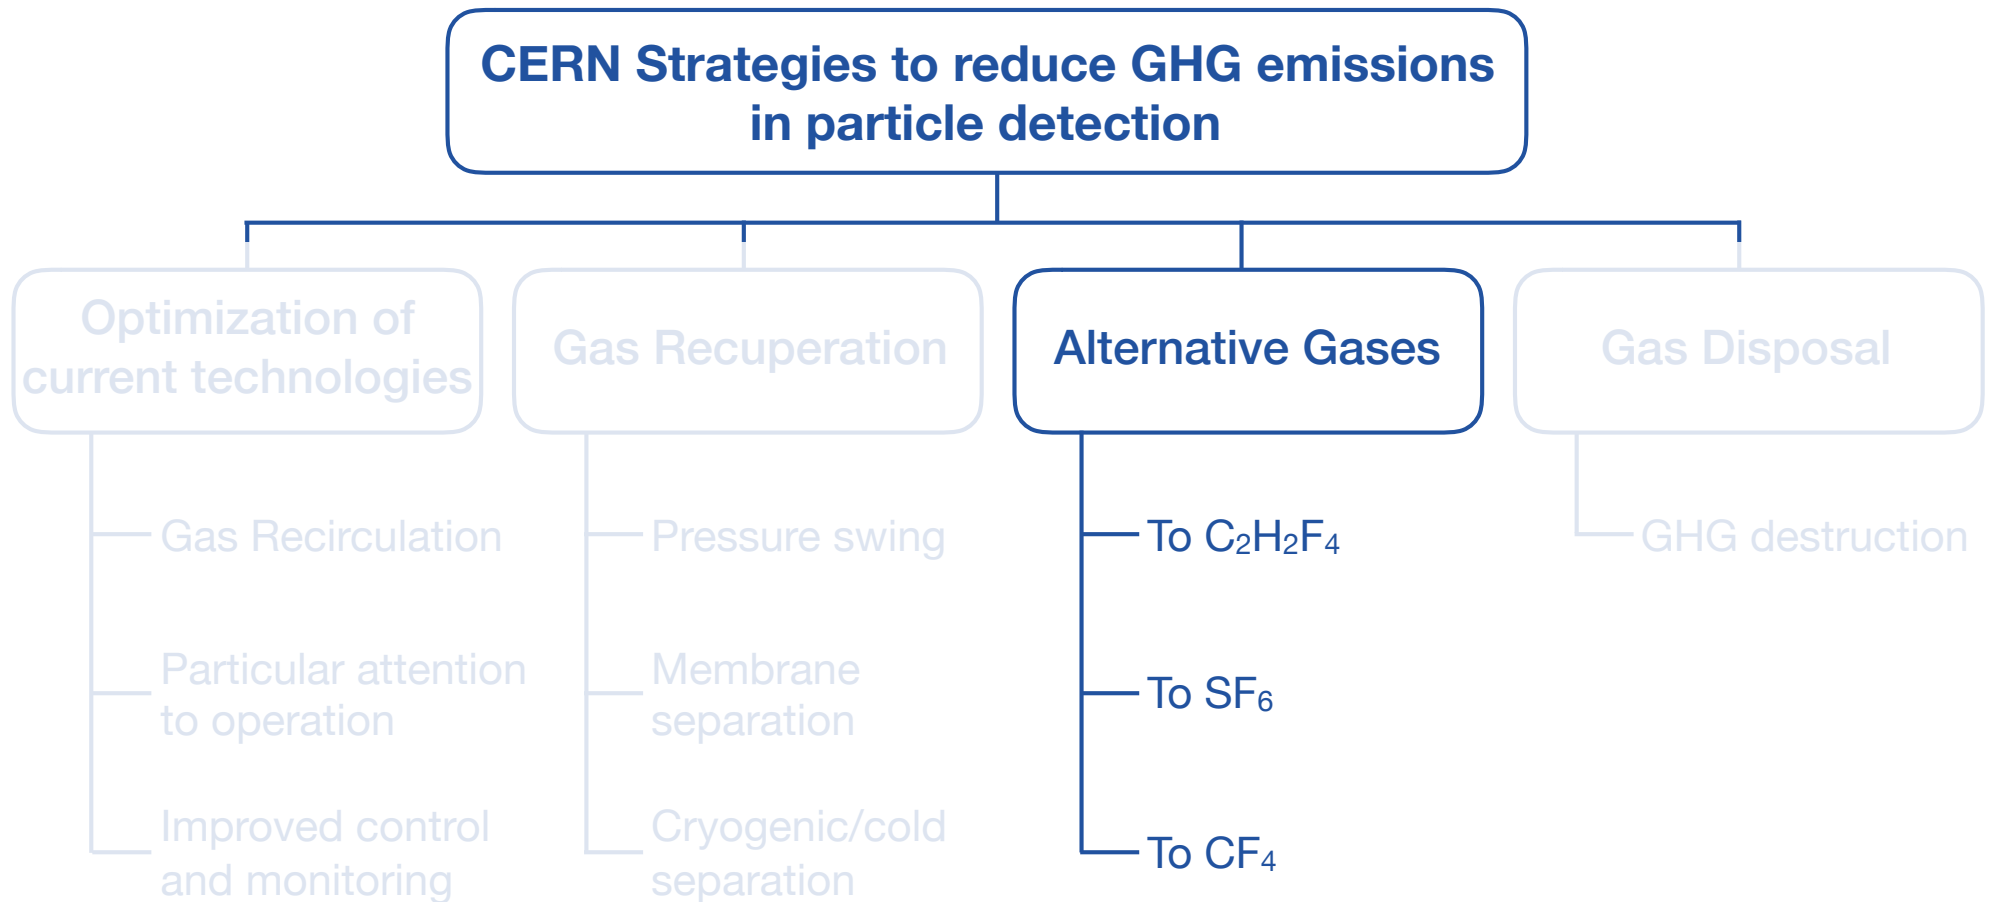 CERN Strategies to reduce GHG emissions
in particle detection
Optimization of
current technologies
Gas Recuperation
Alternative Gases
Gas Disposal
Gas Recirculation
Particular attention
to operation
Improved control
and monitoring
Pressure swing
Membrane
separation
Cryogenic/cold
separation
To C₂H₂F₄
To SF₆
To CF₄
GHG destruction